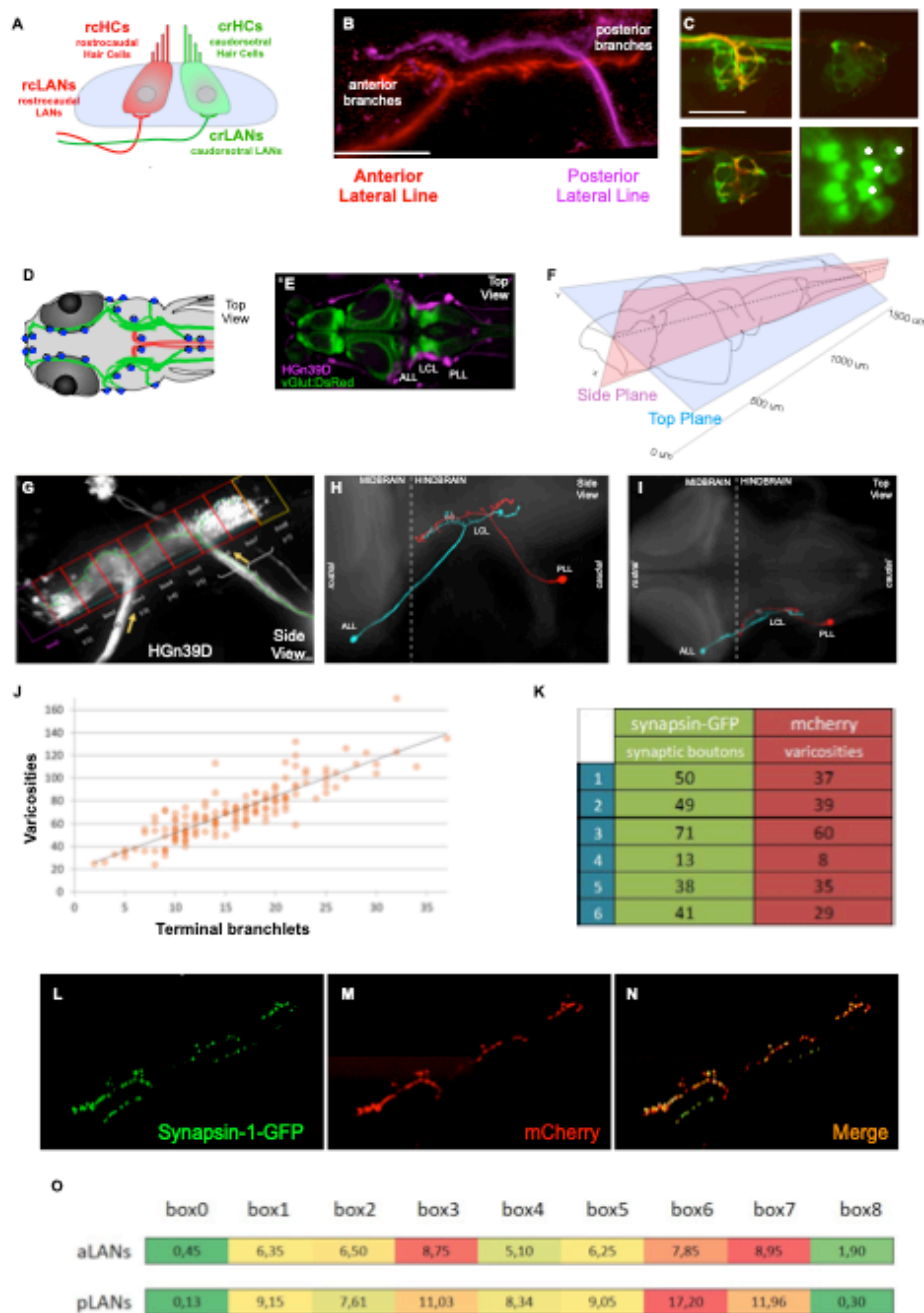 A
rcHCs
rostrocaudal
Hair Cells
crHCs
caudorsotral
Hair Cells
rcLANs
rostrocaudal
LANs
crLANs
caudorsotral LANs
B
posterior
branches
anterior
branches
Anterior
Lateral Line
Posterior
Lateral Line
C
D
Top
View
E
Top
View
HGn39D
vGlut:DsRed
ALL
LCL
PLL
F
Y
X
Side Plane
Top Plane
0 um
1000 um
G
HGn39D
Side
View
H
MIDBRAIN
HINDBRAIN
Side
View
rostral
caudal
LCL
ALL
PLL
I
MIDBRAIN
HINDBRAIN
Top
View
rostral
caudal
LCL
ALL
PLL
J
Varicosities
160
140
120
100
80
60
40
20
0
0 5 10 15 20 25 30 35
Terminal branchlets
K
synapsin-GFP mcherry
synaptic boutons varicosities
1 50 37
2 49 39
3 71 60
4 13 8
5 38 35
6 41 29
L
Synapsin-1-GFP
M
mCherry
N
Merge
O
box0 box1 box2 box3 box4 box5 box6 box7 box8
aLANs 0,45 6,35 6,50 8,75 5,10 6,25 7,85 8,95 1,90
pLANs 0,13 9,15 7,61 11,03 8,34 9,05 17,20 11,96 0,30